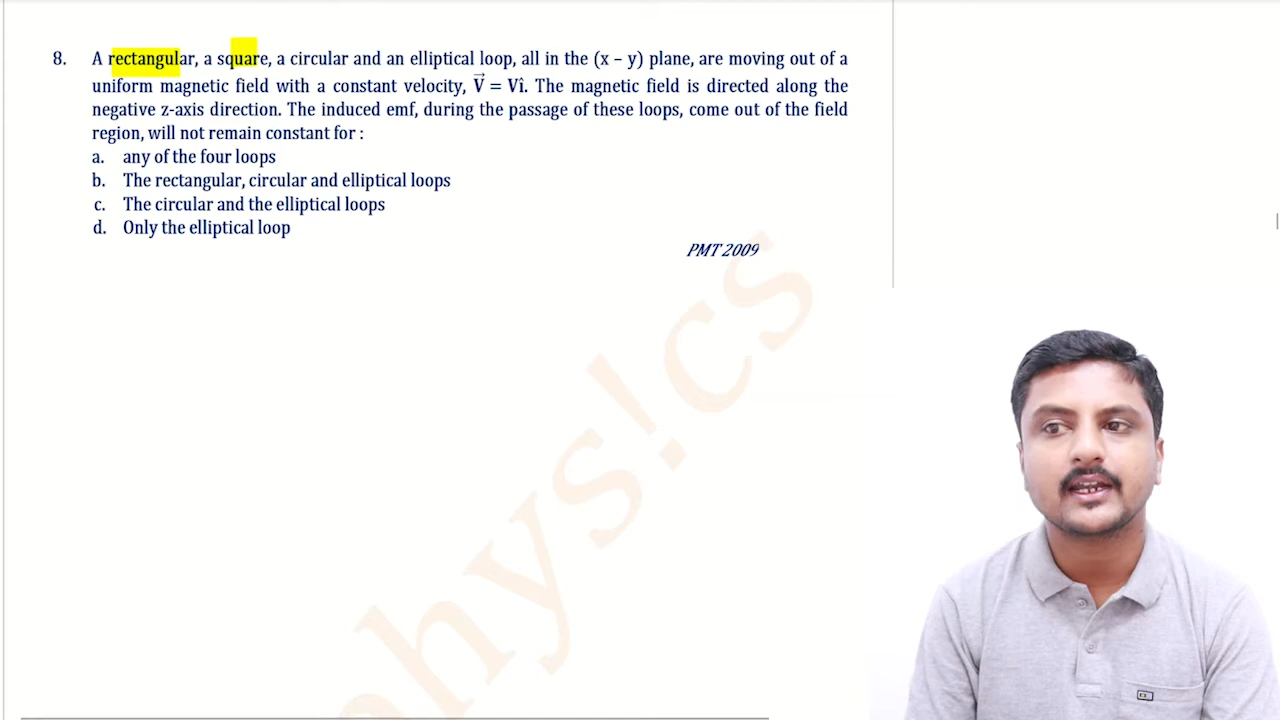 8. A rectangular, a square, a circular and an elliptical loop, all in the (x – y) plane, are moving out of a
uniform magnetic field with a constant velocity, V⃗ = Vî. The magnetic field is directed along the
negative z-axis direction. The induced emf, during the passage of these loops, come out of the field
region, will not remain constant for :
a. any of the four loops
b. The rectangular, circular and elliptical loops
c. The circular and the elliptical loops
d. Only the elliptical loop
PMT 2009
phys!cs